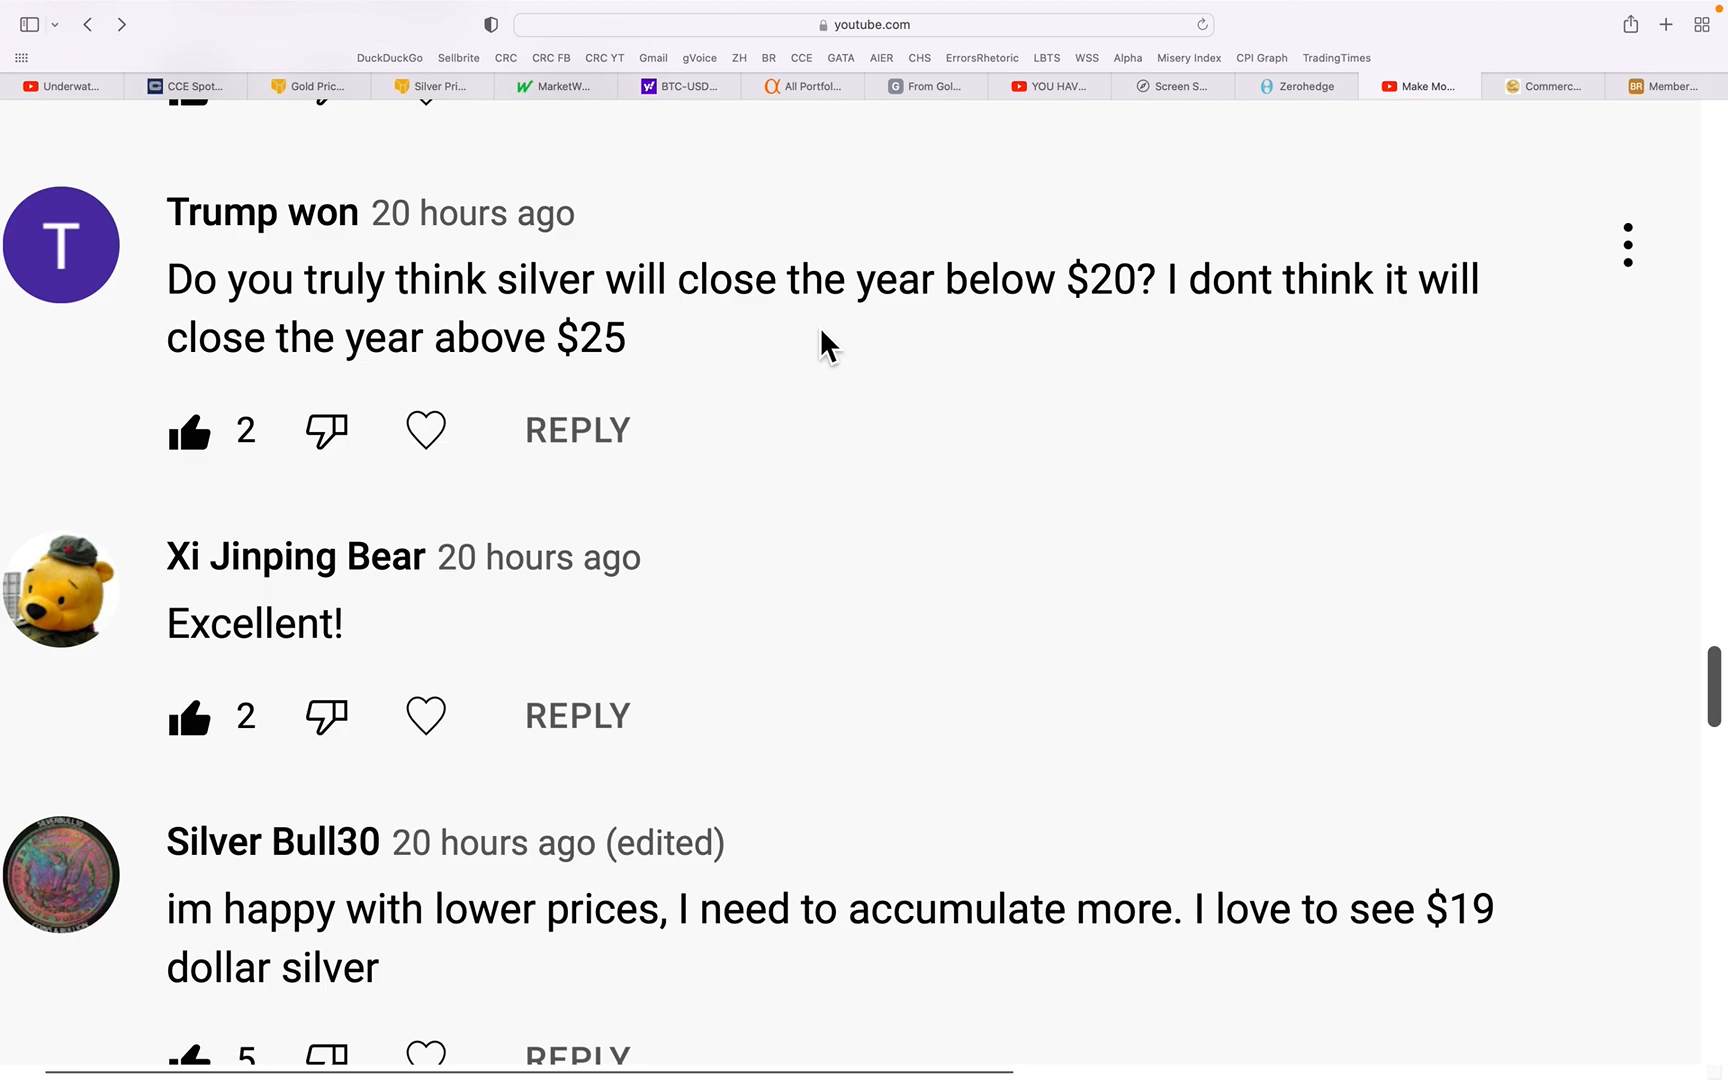 youtube.com
DuckDuckGo Sellbrite CRC CRC FB CRC YT Gmail gVoice ZH BR CCE GATA AIER CHS ErrorsRhetoric LBTS WSS Alpha Misery Index CPI Graph TradingTimes
Underwat... CCE Spot... Gold Pric... Silver Pri... MarketW... BTC-USD... All Portfol... From Gol... YOU HAV... Screen S... Zerohedge Make Mo... Commerc... Member...
Trump won 20 hours ago
Do you truly think silver will close the year below $20? I dont think it will
close the year above $25
2 REPLY
Xi Jinping Bear 20 hours ago
Excellent!
2 REPLY
Silver Bull30 20 hours ago (edited)
im happy with lower prices, I need to accumulate more. I love to see $19
dollar silver
5 REPLY